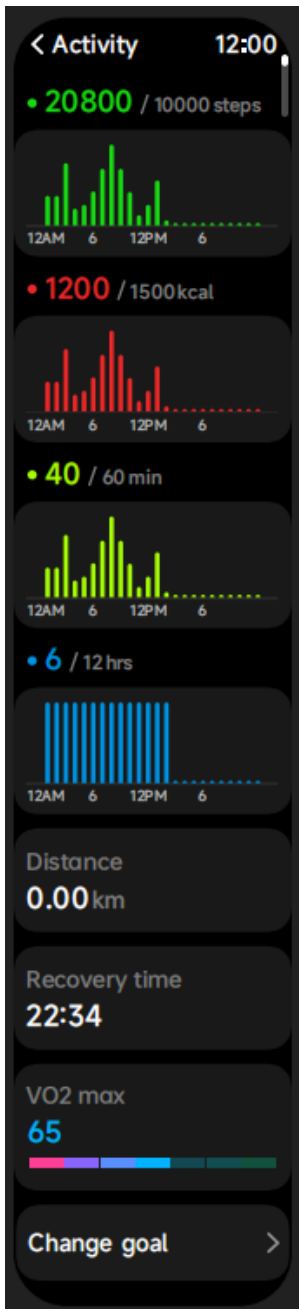 < Activity 12:00
• 20800 / 10000 steps
12AM 6 12PM 6
• 1200 / 1500kcal
12AM 6 12PM 6
• 40 / 60 min
12AM 6 12PM 6
• 6 / 12 hrs
12AM 6 12PM 6
Distance
0.00 km
Recovery time
22:34
VO2 max
65
Change goal >